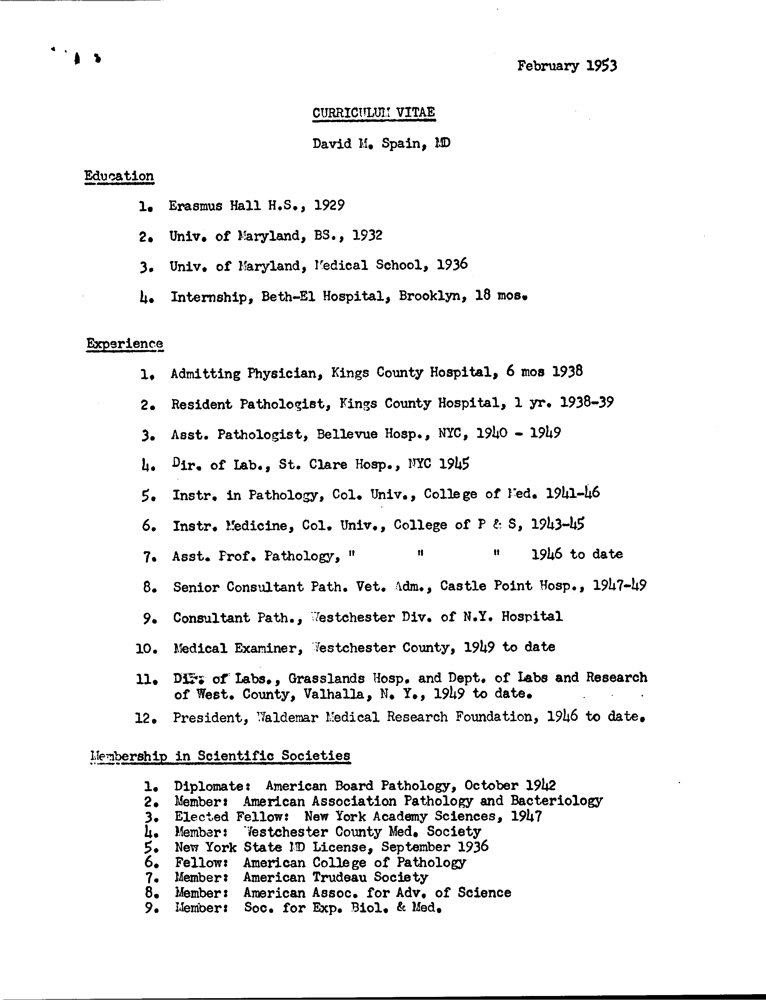 February 1953
CURRICULUM VITAE
David M. Spain, MD
Education
1. Erasmus Hall H.S., 1929
2. Univ. of Maryland, BS., 1932
3. Univ. of Maryland, Medical School, 1936
4. Internship, Beth-El Hospital, Brooklyn, 18 mos.
Experience
1. Admitting Physician, Kings County Hospital, 6 mos 1938
2. Resident Pathologist, Kings County Hospital, 1 yr. 1938-39
3. Asst. Pathologist, Bellevue Hosp., NYC, 1940 - 1949
4. Dir. of Lab., St. Clare Hosp., NYC 1945
5. Instr. in Pathology, Col. Univ., College of Med. 1941-46
6. Instr. Medicine, Col. Univ., College of P & S, 1943-45
7. Asst. Prof. Pathology, " " " 1946 to date
8. Senior Consultant Path. Vet. Adm., Castle Point Hosp., 1947-49
9. Consultant Path., Westchester Div. of N.Y. Hospital
10. Medical Examiner, Westchester County, 1949 to date
11. Dir. of Labs., Grasslands Hosp. and Dept. of Labs and Research
of West. County, Valhalla, N. Y., 1949 to date.
12. President, Waldemar Medical Research Foundation, 1946 to date.
Membership in Scientific Societies
1. Diplomate: American Board Pathology, October 1942
2. Member: American Association Pathology and Bacteriology
3. Elected Fellow: New York Academy Sciences, 1947
4. Member: Westchester County Med. Society
5. New York State MD License, September 1936
6. Fellow: American College of Pathology
7. Member: American Trudeau Society
8. Member: American Assoc. for Adv. of Science
9. Member: Soc. for Exp. Biol. & Med.